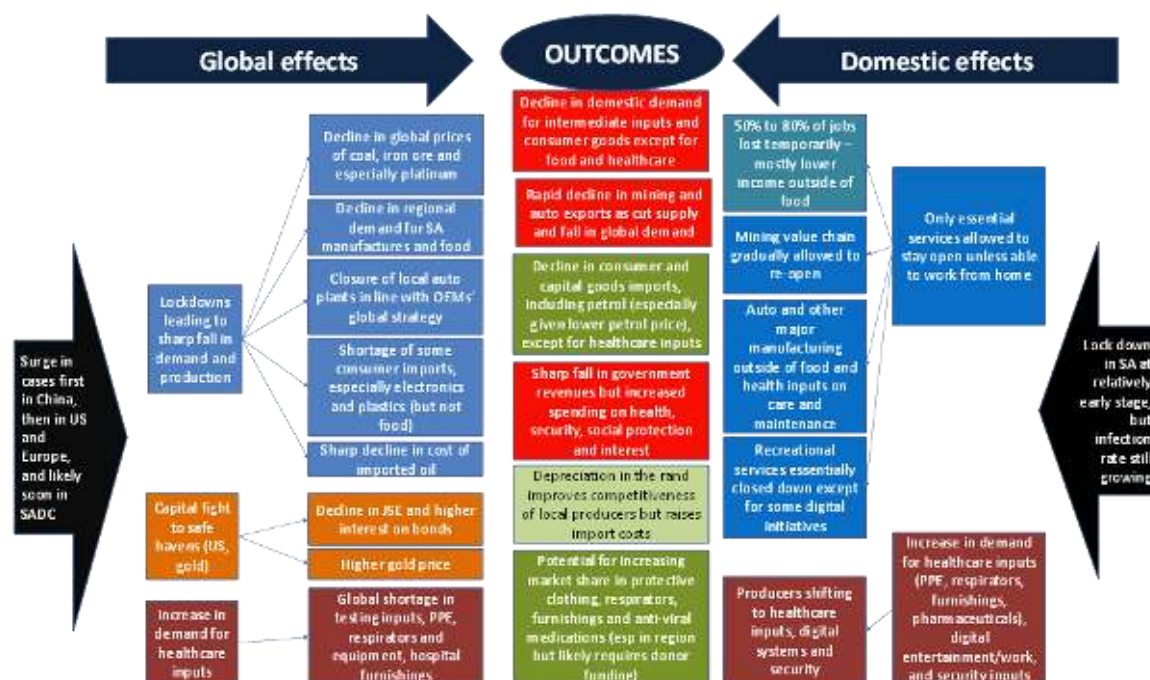 Global effects
OUTCOMES
Domestic effects
Surge in
cases first
in China,
then in US
and
Europe,
and likely
soon in
SADC
Lockdowns
leading to
sharp fall in
demand and
production
Capital fight
to safe
havens (US,
gold)
Increase in
demand for
healthcare
inputs
Decline in global prices
of coal, iron ore and
especially platinum
Decline in regional
demand for SA
manufactures and food
Closure of local auto
plants in line with OEMs'
global strategy
Shortage of some
consumer imports,
especially electronics
and plastics (but not
food)
Sharp decline in cost of
imported oil
Decline in JSE and higher
interest on bonds
Higher gold price
Global shortage in
testing inputs, PPE,
respirators and
equipment, hospital
furnishings
Decline in domestic demand
for intermediate inputs and
consumer goods except for
food and healthcare
Rapid decline in mining and
auto exports as cut supply
and fall in global demand
Decline in consumer and
capital goods imports,
including petrol (especially
given lower petrol price),
except for healthcare inputs
Sharp fall in government
revenues but increased
spending on health,
security, social protection
and interest
Depreciation in the rand
improves competitiveness
of local producers but raises
import costs
Potential for increasing
market share in protective
clothing, respirators,
furnishings and anti-viral
medications (esp in region
but likely requires donor
funding)
50% to 80% of jobs
lost temporarily –
mostly lower
income outside of
food
Mining value chain
gradually allowed to
re-open
Auto and other
major
manufacturing
outside of food and
health inputs on
care and
maintenance
Recreational
services essentially
closed down except
for some digital
initiatives
Producers shifting
to healthcare
inputs, digital
systems and
security
Only essential
services allowed to
stay open unless able
to work from home
Increase in demand
for healthcare inputs
(PPE, respirators,
furnishings,
pharmaceuticals),
digital
entertainment/work,
and security inputs
Lock down
in SA at
relatively
early stage,
but
infection
rate still
growing